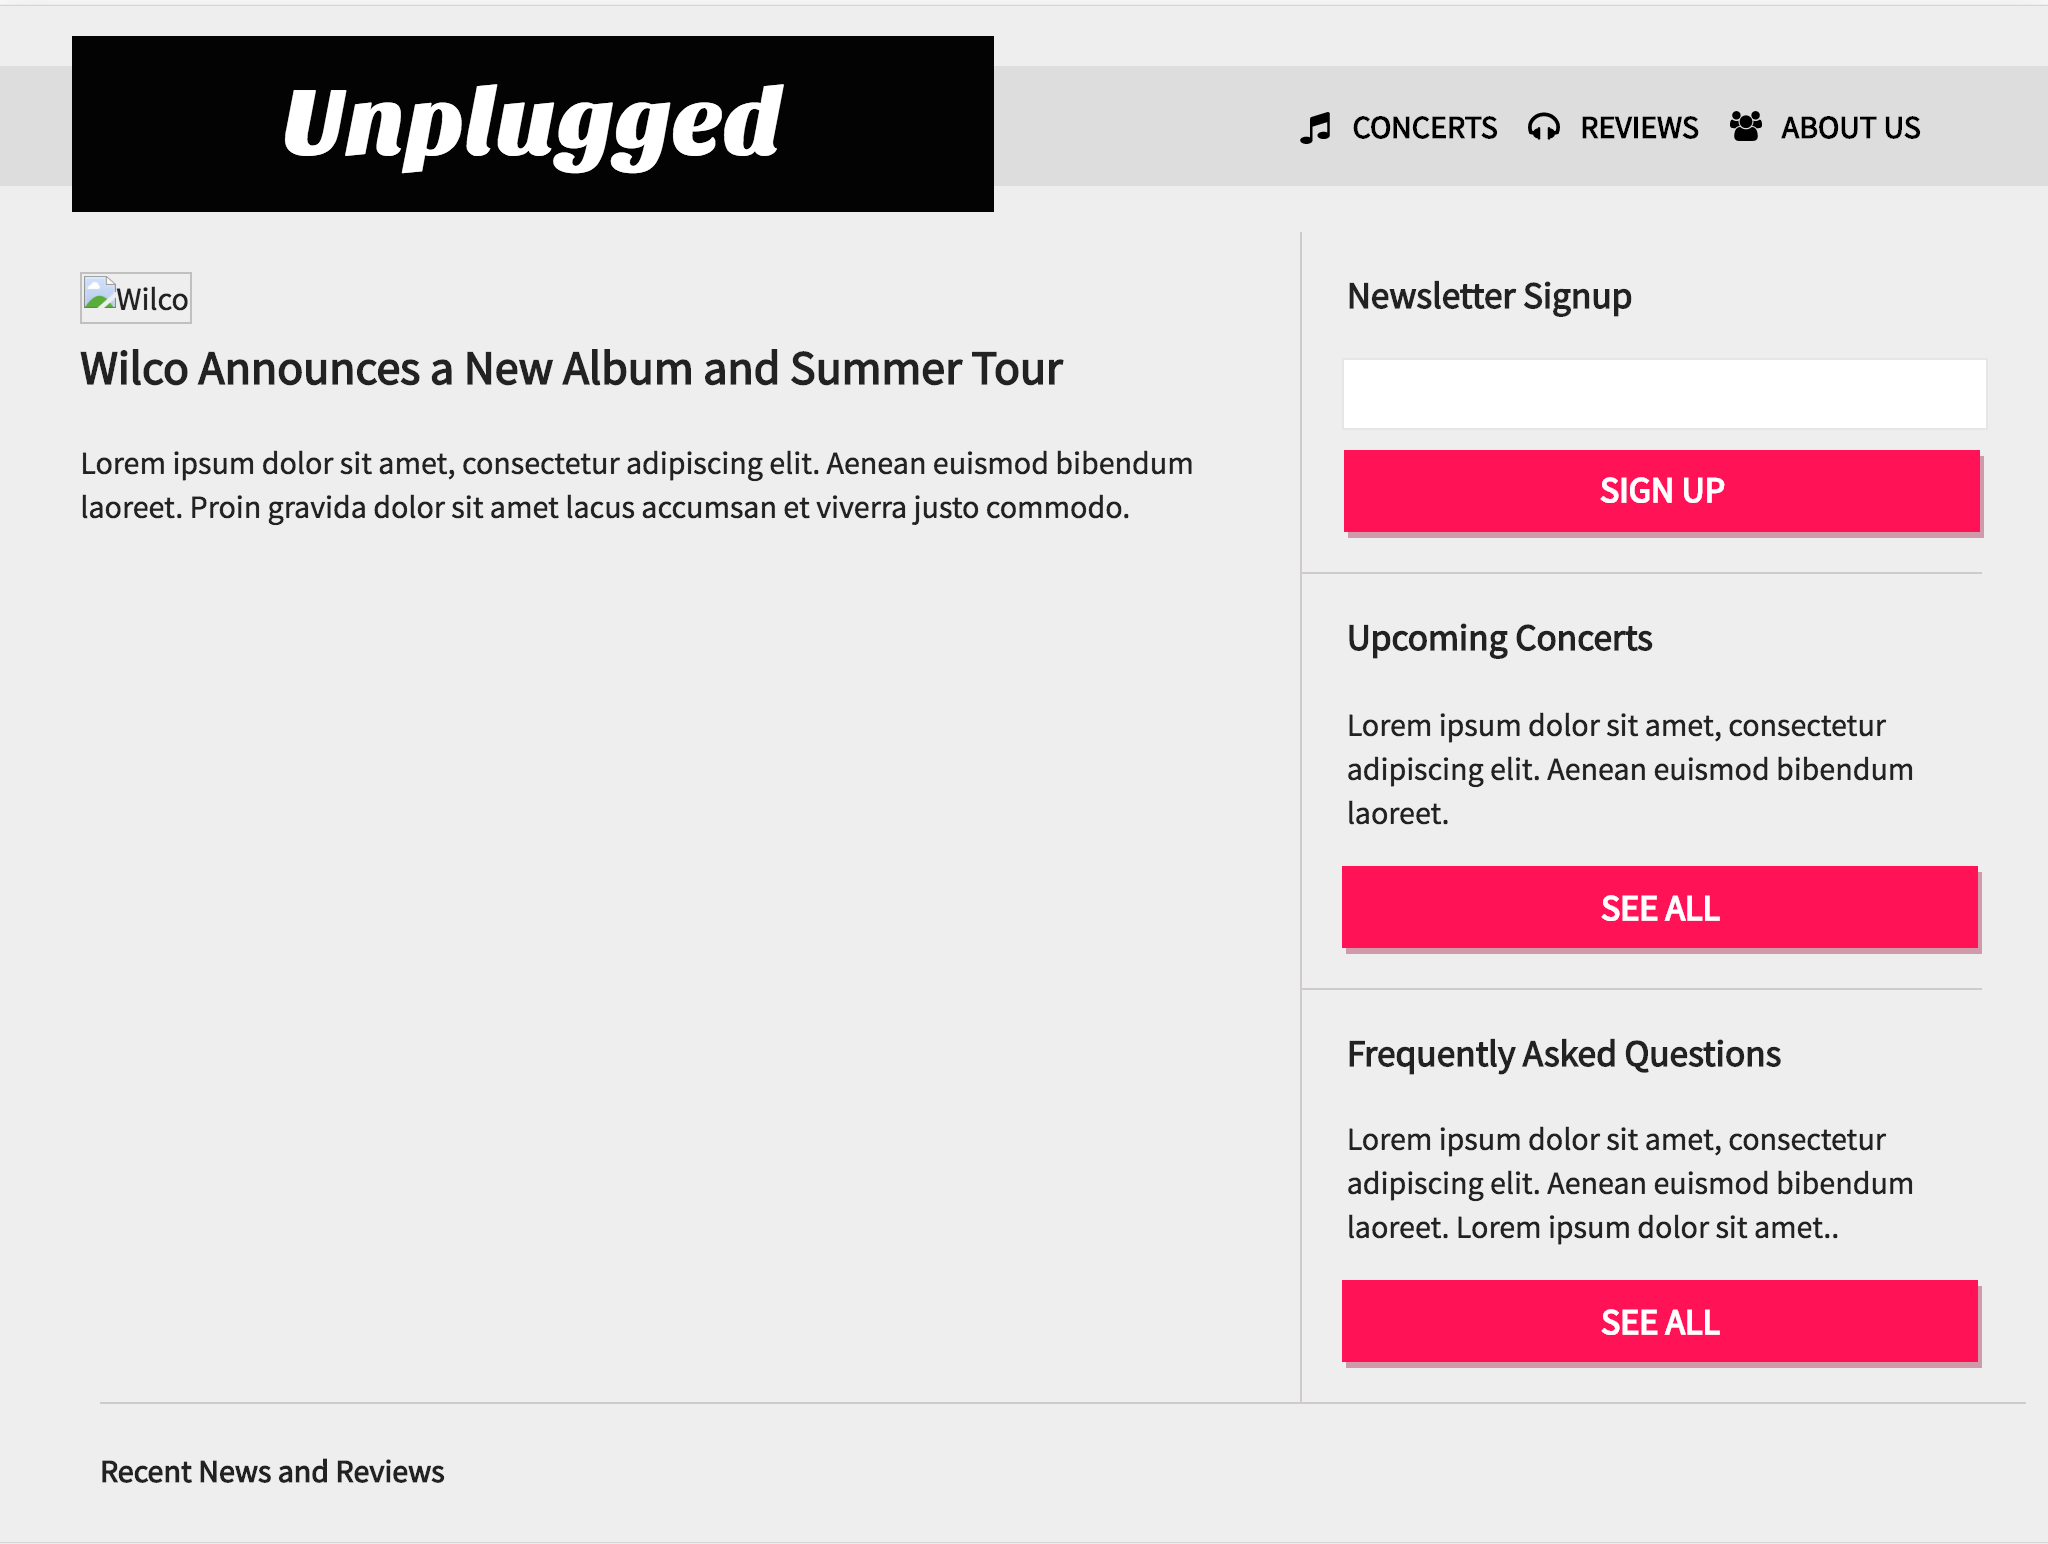 Unplugged
CONCERTS
REVIEWS
ABOUT US
Wilco
Wilco Announces a New Album and Summer Tour
Lorem ipsum dolor sit amet, consectetur adipiscing elit. Aenean euismod bibendum
laoreet. Proin gravida dolor sit amet lacus accumsan et viverra justo commodo.
Newsletter Signup
SIGN UP
Upcoming Concerts
Lorem ipsum dolor sit amet, consectetur
adipiscing elit. Aenean euismod bibendum
laoreet.
SEE ALL
Frequently Asked Questions
Lorem ipsum dolor sit amet, consectetur
adipiscing elit. Aenean euismod bibendum
laoreet. Lorem ipsum dolor sit amet..
SEE ALL
Recent News and Reviews